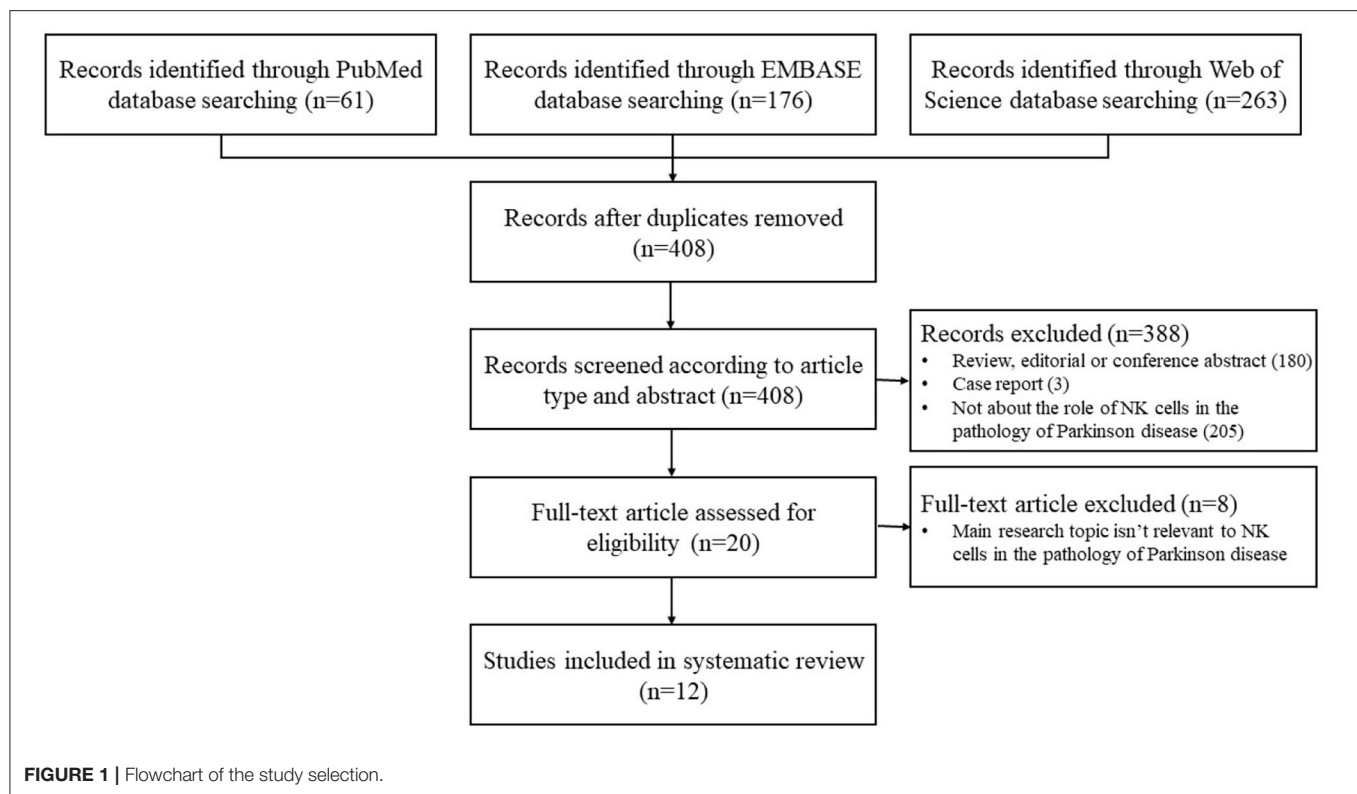 Records identified through PubMed
database searching (n=61)
Records identified through EMBASE
database searching (n=176)
Records identified through Web of
Science database searching (n=263)
Records after duplicates removed
(n=408)
Records screened according to article
type and abstract (n=408)
Records excluded (n=388)
• Review, editorial or conference abstract (180)
• Case report (3)
• Not about the role of NK cells in the
pathology of Parkinson disease (205)
Full-text article assessed for
eligibility (n=20)
Full-text article excluded (n=8)
• Main research topic isn’t relevant to NK
cells in the pathology of Parkinson disease
Studies included in systematic review
(n=12)
FIGURE 1 | Flowchart of the study selection.